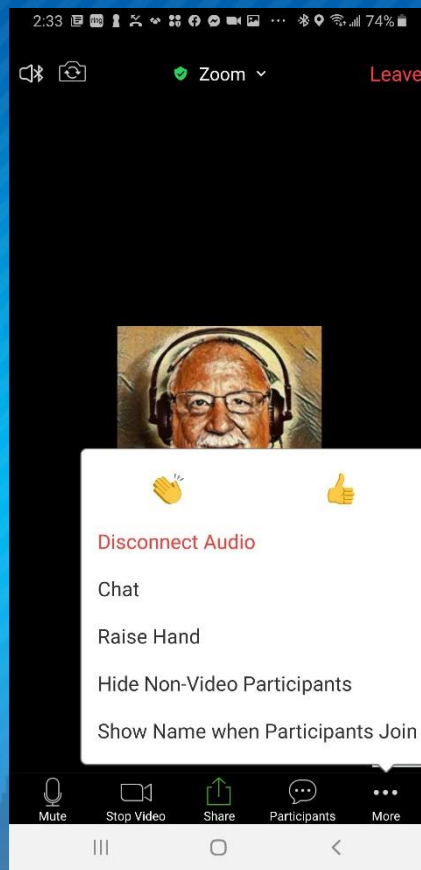 2:33 74%
Zoom Leave
Disconnect Audio
Chat
Raise Hand
Hide Non-Video Participants
Show Name when Participants Join
Mute Stop Video Share Participants More